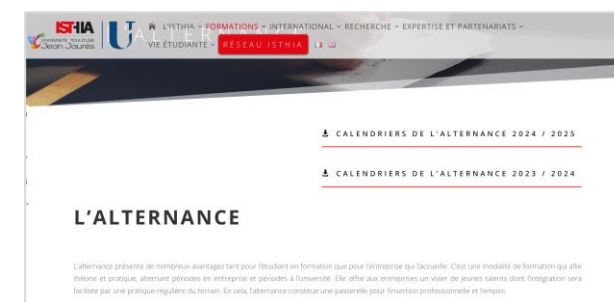 ISTHIA
UNIVERSITÉ TOULOUSE
Jean Jaurès
UT
ALTERNANCE
L'ISTHIA FORMATIONS INTERNATIONAL RECHERCHE EXPERTISE ET PARTENARIATS
VIE ÉTUDIANTE RÉSEAU ISTHIA
CALENDRIERS DE L'ALTERNANCE 2024 / 2025
CALENDRIERS DE L'ALTERNANCE 2023 / 2024
L'ALTERNANCE
L'alternance présente de nombreux avantages tant pour l'étudiant en formation que pour l'entreprise qui l'accueille. C'est une modalité de formation qui allie
théorie et pratique, alternant périodes en entreprise et périodes à l'université. Elle offre aux entreprises un vivier de jeunes talents dont l'intégration sera
facilitée par une pratique régulière du terrain. En cela, l'alternance constitue une passerelle pour l'insertion professionnelle et l'emploi.